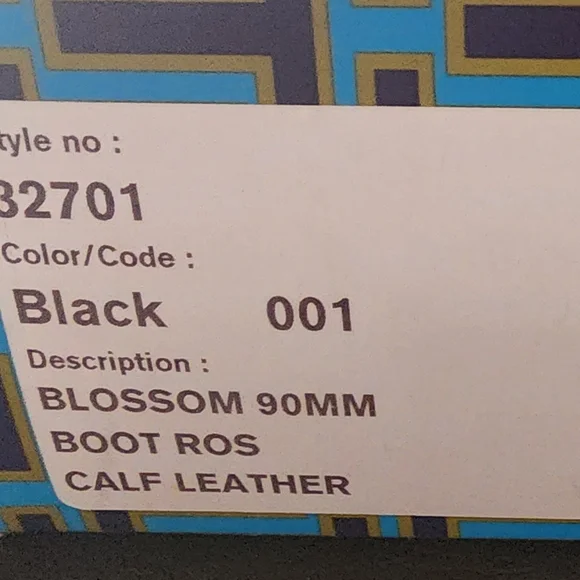 tyle no :
32701
Color/Code :
Black 001
Description :
BLOSSOM 90MM
BOOT ROS
CALF LEATHER